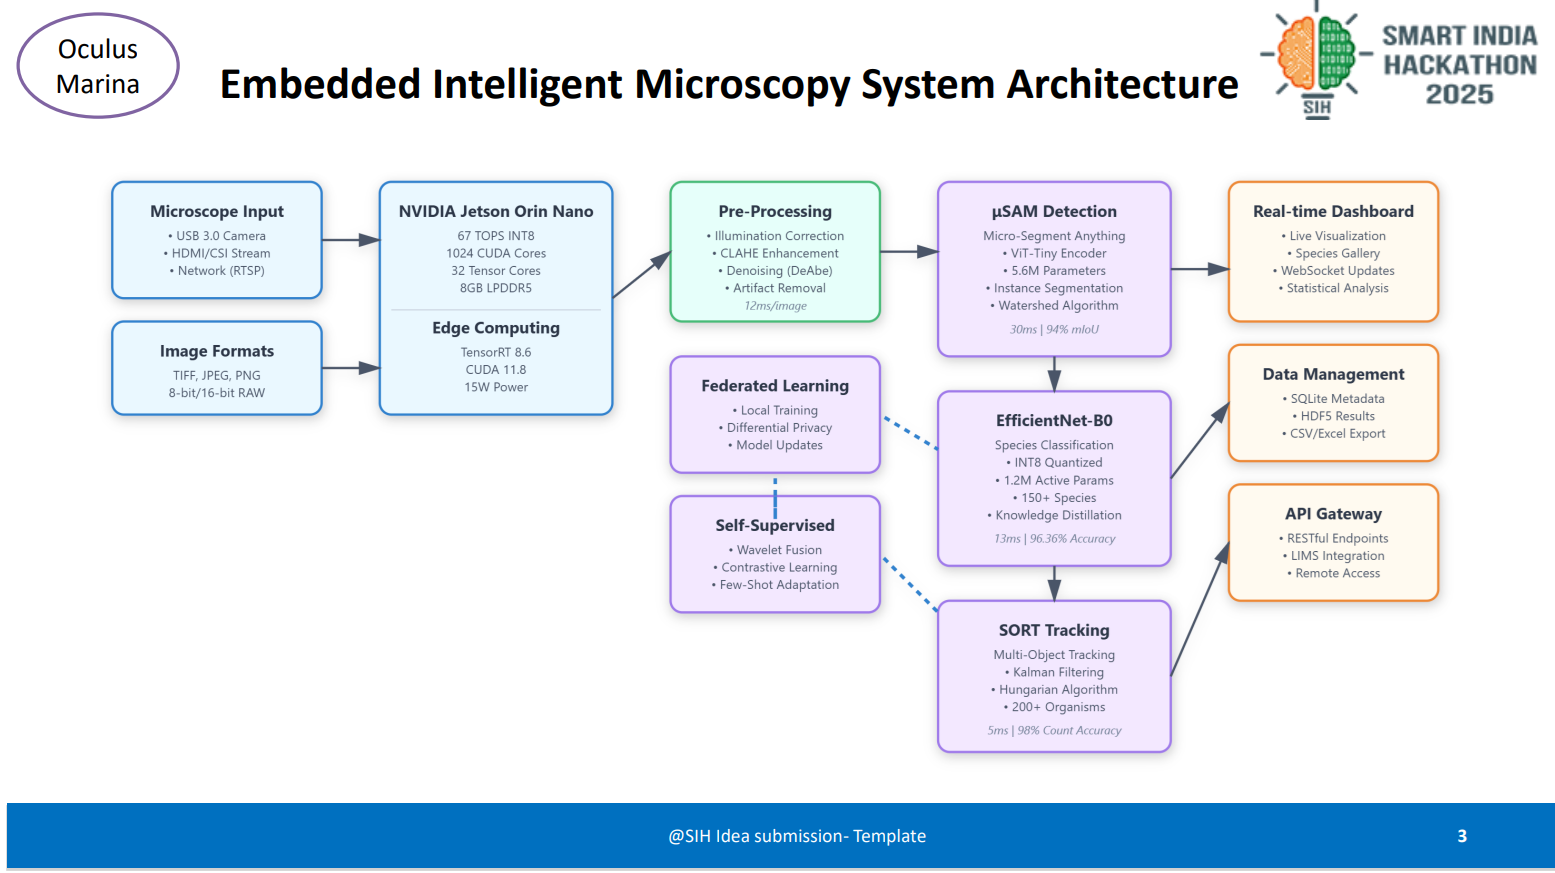 Oculus
Marina
Embedded Intelligent Microscopy System Architecture
SIH
SMART INDIA
HACKATHON
2025
Microscope Input
• USB 3.0 Camera
• HDMI/CSI Stream
• Network (RTSP)
Image Formats
TIFF, JPEG, PNG
8-bit/16-bit RAW
NVIDIA Jetson Orin Nano
67 TOPS INT8
1024 CUDA Cores
32 Tensor Cores
8GB LPDDR5
Edge Computing
TensorRT 8.6
CUDA 11.8
15W Power
Pre-Processing
• Illumination Correction
• CLAHE Enhancement
• Denoising (DeAbe)
• Artifact Removal
12ms/image
Federated Learning
• Local Training
• Differential Privacy
• Model Updates
Self-Supervised
• Wavelet Fusion
• Contrastive Learning
• Few-Shot Adaptation
µSAM Detection
Micro-Segment Anything
• ViT-Tiny Encoder
• 5.6M Parameters
• Instance Segmentation
• Watershed Algorithm
30ms | 94% mIoU
EfficientNet-B0
Species Classification
• INT8 Quantized
• 1.2M Active Params
• 150+ Species
• Knowledge Distillation
13ms | 96.36% Accuracy
SORT Tracking
Multi-Object Tracking
• Kalman Filtering
• Hungarian Algorithm
• 200+ Organisms
5ms | 98% Count Accuracy
Real-time Dashboard
• Live Visualization
• Species Gallery
• WebSocket Updates
• Statistical Analysis
Data Management
• SQLite Metadata
• HDF5 Results
• CSV/Excel Export
API Gateway
• RESTful Endpoints
• LIMS Integration
• Remote Access
@SIH Idea submission- Template
3